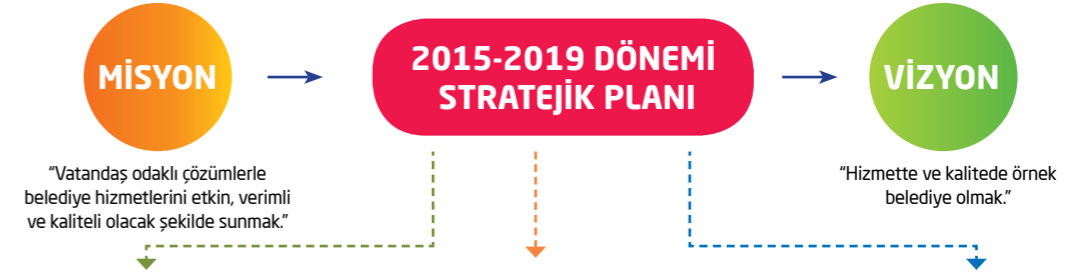 MİSYON
2015-2019 DÖNEMİ
STRATEJİK PLANI
VİZYON
“Vatandaş odaklı çözümlerle
belediye hizmetlerini etkin, verimli
ve kaliteli olacak şekilde sunmak.”
“Hizmette ve kalitede örnek
belediye olmak.”